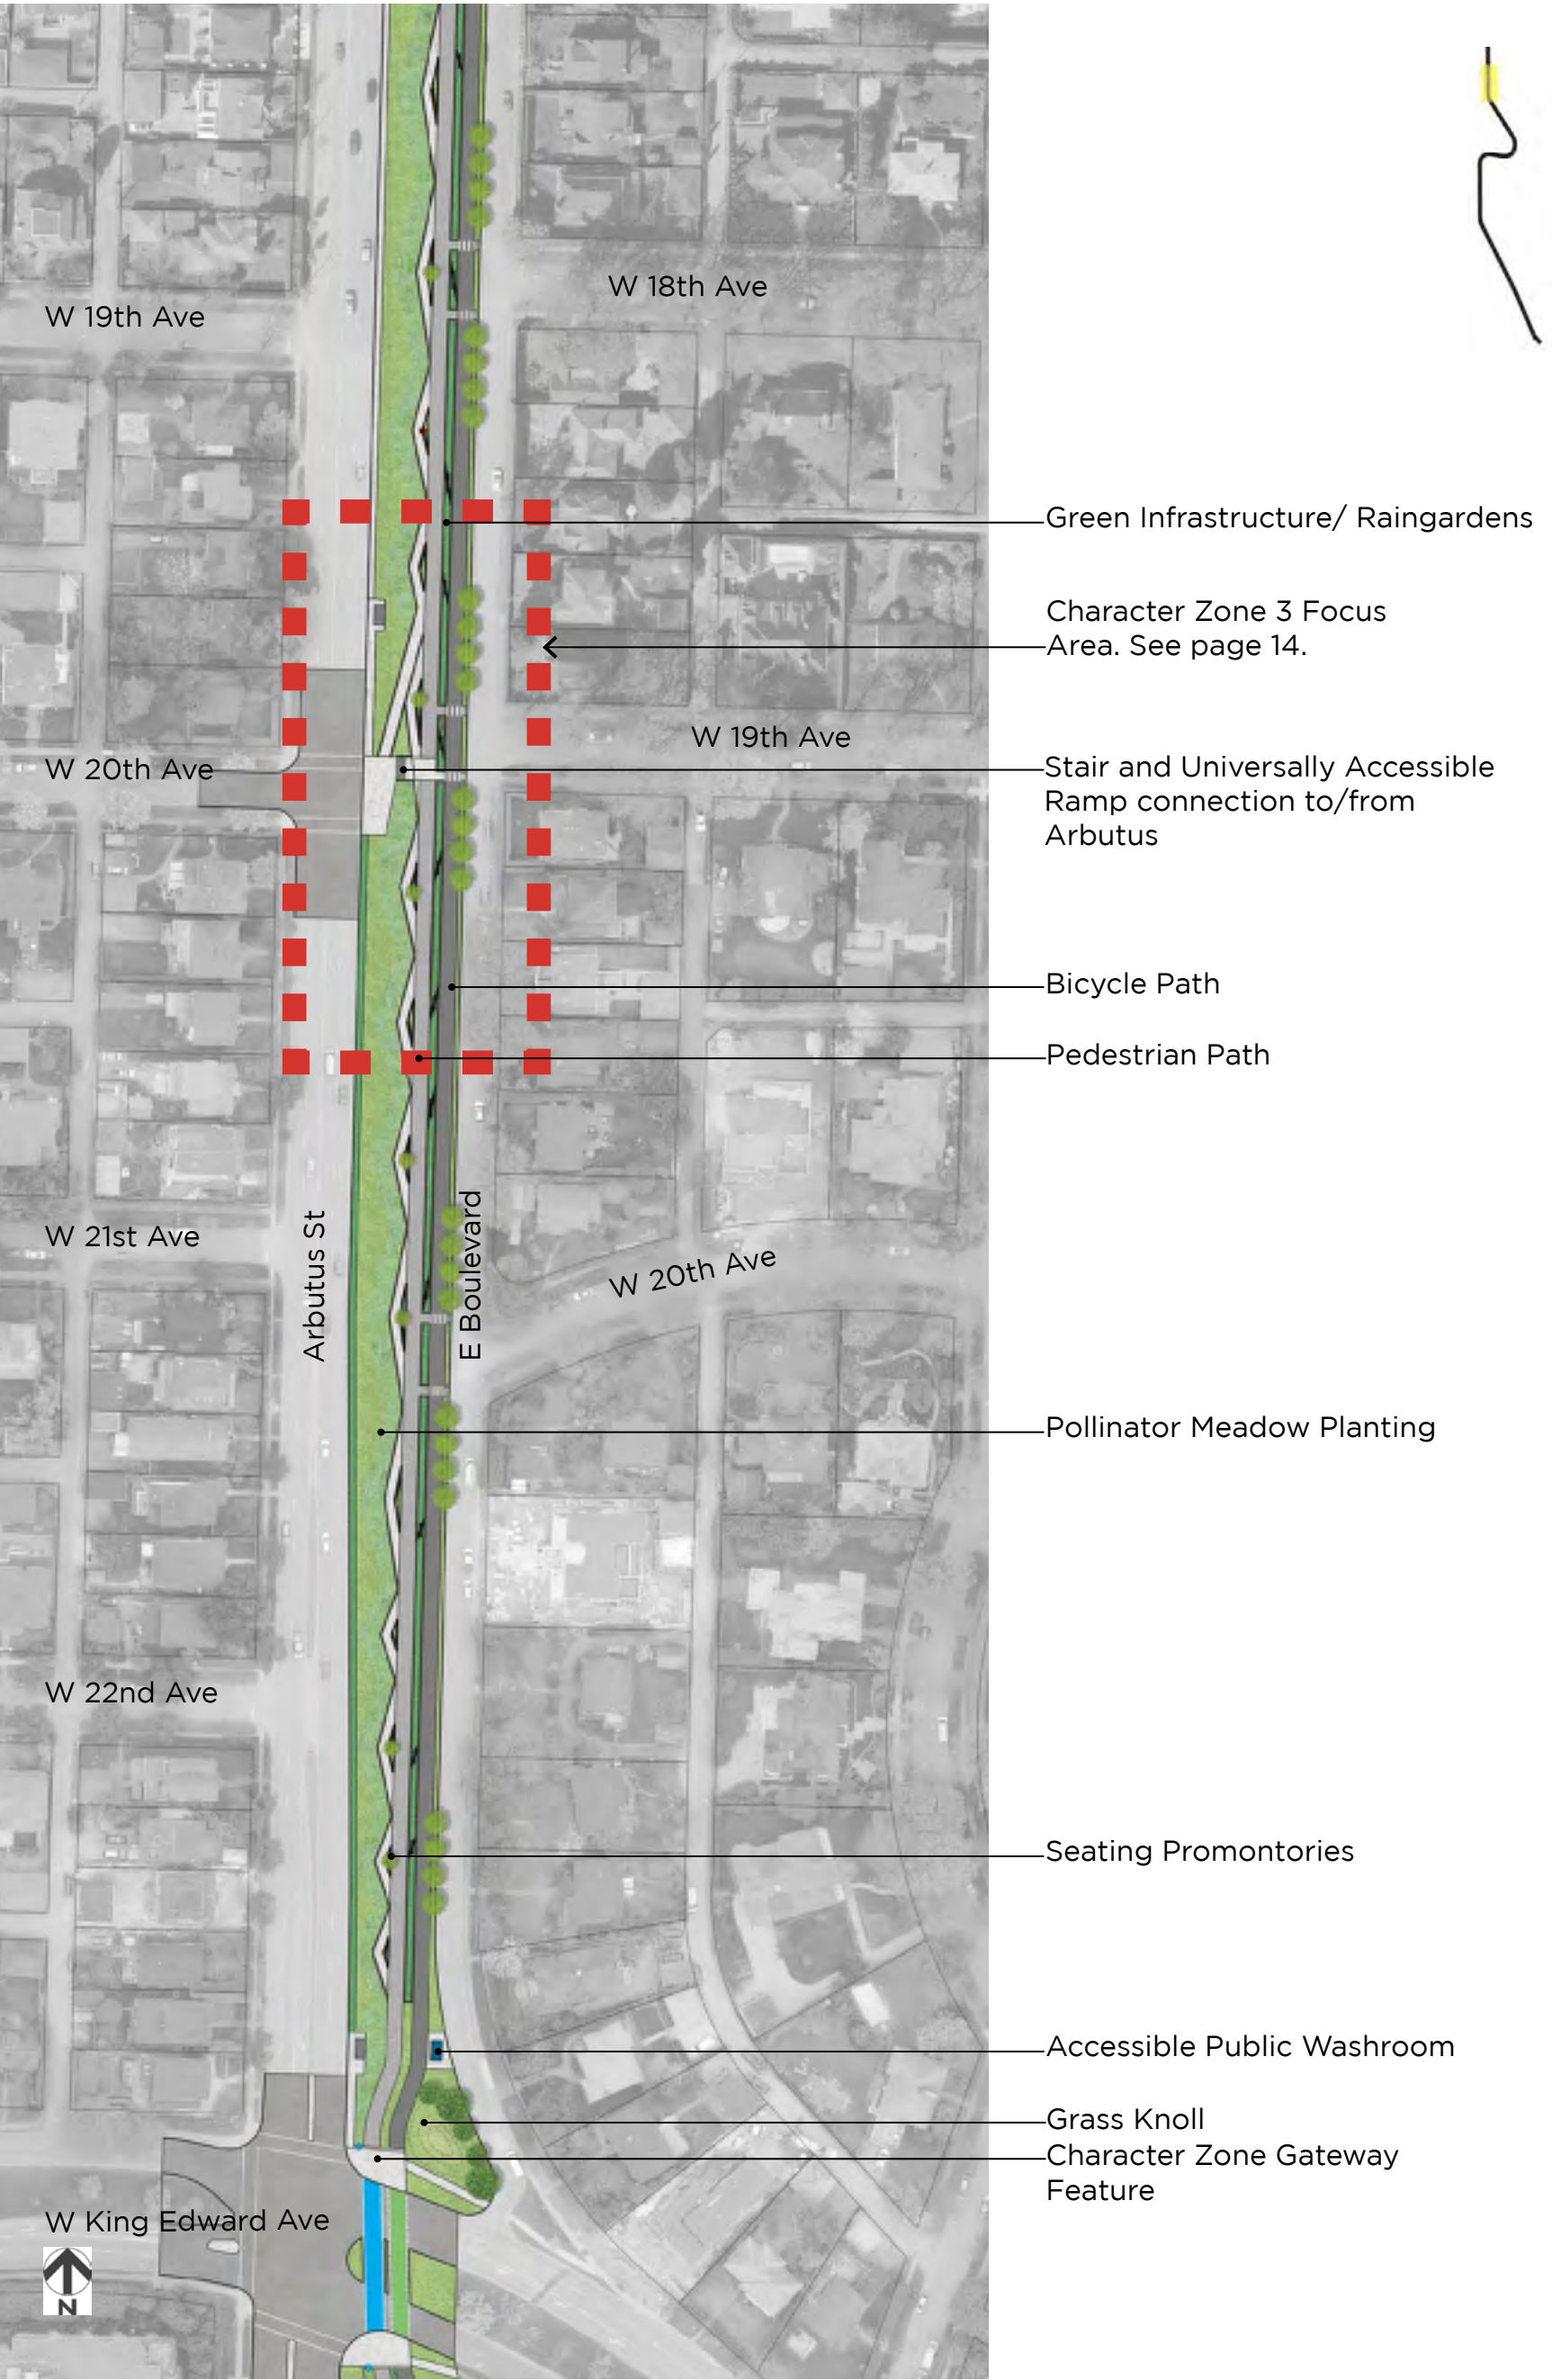 W 18th Ave
W 19th Ave
Green Infrastructure/ Raingardens
Character Zone 3 Focus
Area. See page 14.
W 19th Ave
W 20th Ave
Stair and Universally Accessible
Ramp connection to/from
Arbutus
Bicycle Path
Pedestrian Path
W 21st Ave
Arbutus St
E Boulevard
W 20th Ave
Pollinator Meadow Planting
W 22nd Ave
Seating Promontories
Accessible Public Washroom
Grass Knoll
Character Zone Gateway
Feature
W King Edward Ave
N